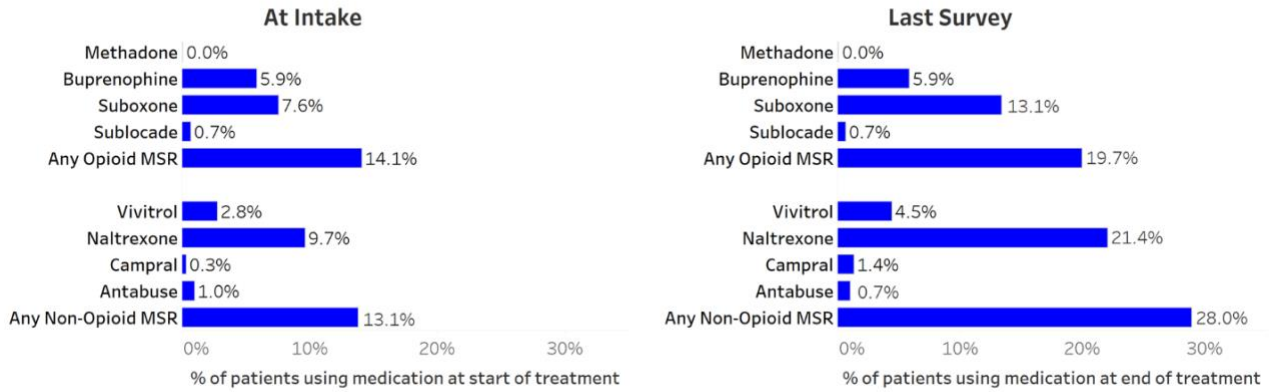 At Intake
Methadone 0.0%
Buprenophine 5.9%
Suboxone 7.6%
Sublocade 0.7%
Any Opioid MSR 14.1%
Vivitrol 2.8%
Naltrexone 9.7%
Campral 0.3%
Antabuse 1.0%
Any Non-Opioid MSR 13.1%
0% 10% 20% 30%
% of patients using medication at start of treatment
Last Survey
Methadone 0.0%
Buprenophine 5.9%
Suboxone 13.1%
Sublocade 0.7%
Any Opioid MSR 19.7%
Vivitrol 4.5%
Naltrexone 21.4%
Campral 1.4%
Antabuse 0.7%
Any Non-Opioid MSR 28.0%
0% 10% 20% 30%
% of patients using medication at end of treatment